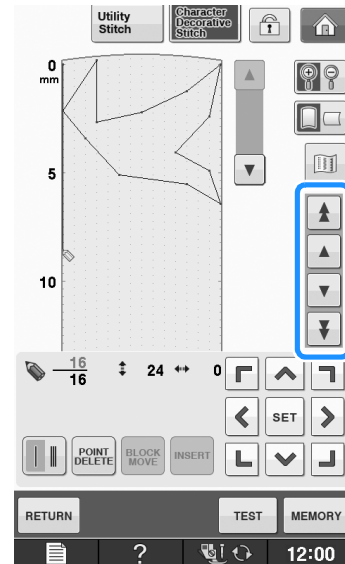 Utility
Stitch
Character
Decorative
Stitch
0
mm
5
10
16
16
24
0
SET
POINT
DELETE
BLOCK
MOVE
INSERT
RETURN
TEST
MEMORY
?
12:00